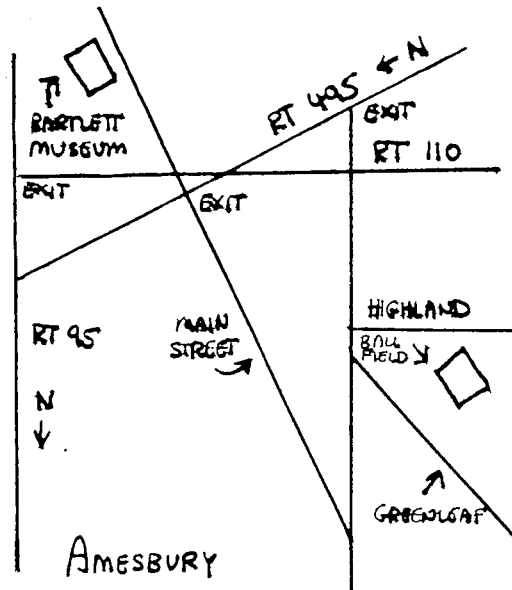 RT 495 ← N
BARTLETT
MUSEUM
EXIT
RT 110
EXIT
EXIT
HIGHLAND
RT 95
MAIN
STREET
BALL
FIELD
N
GREENLEAF
AMESBURY